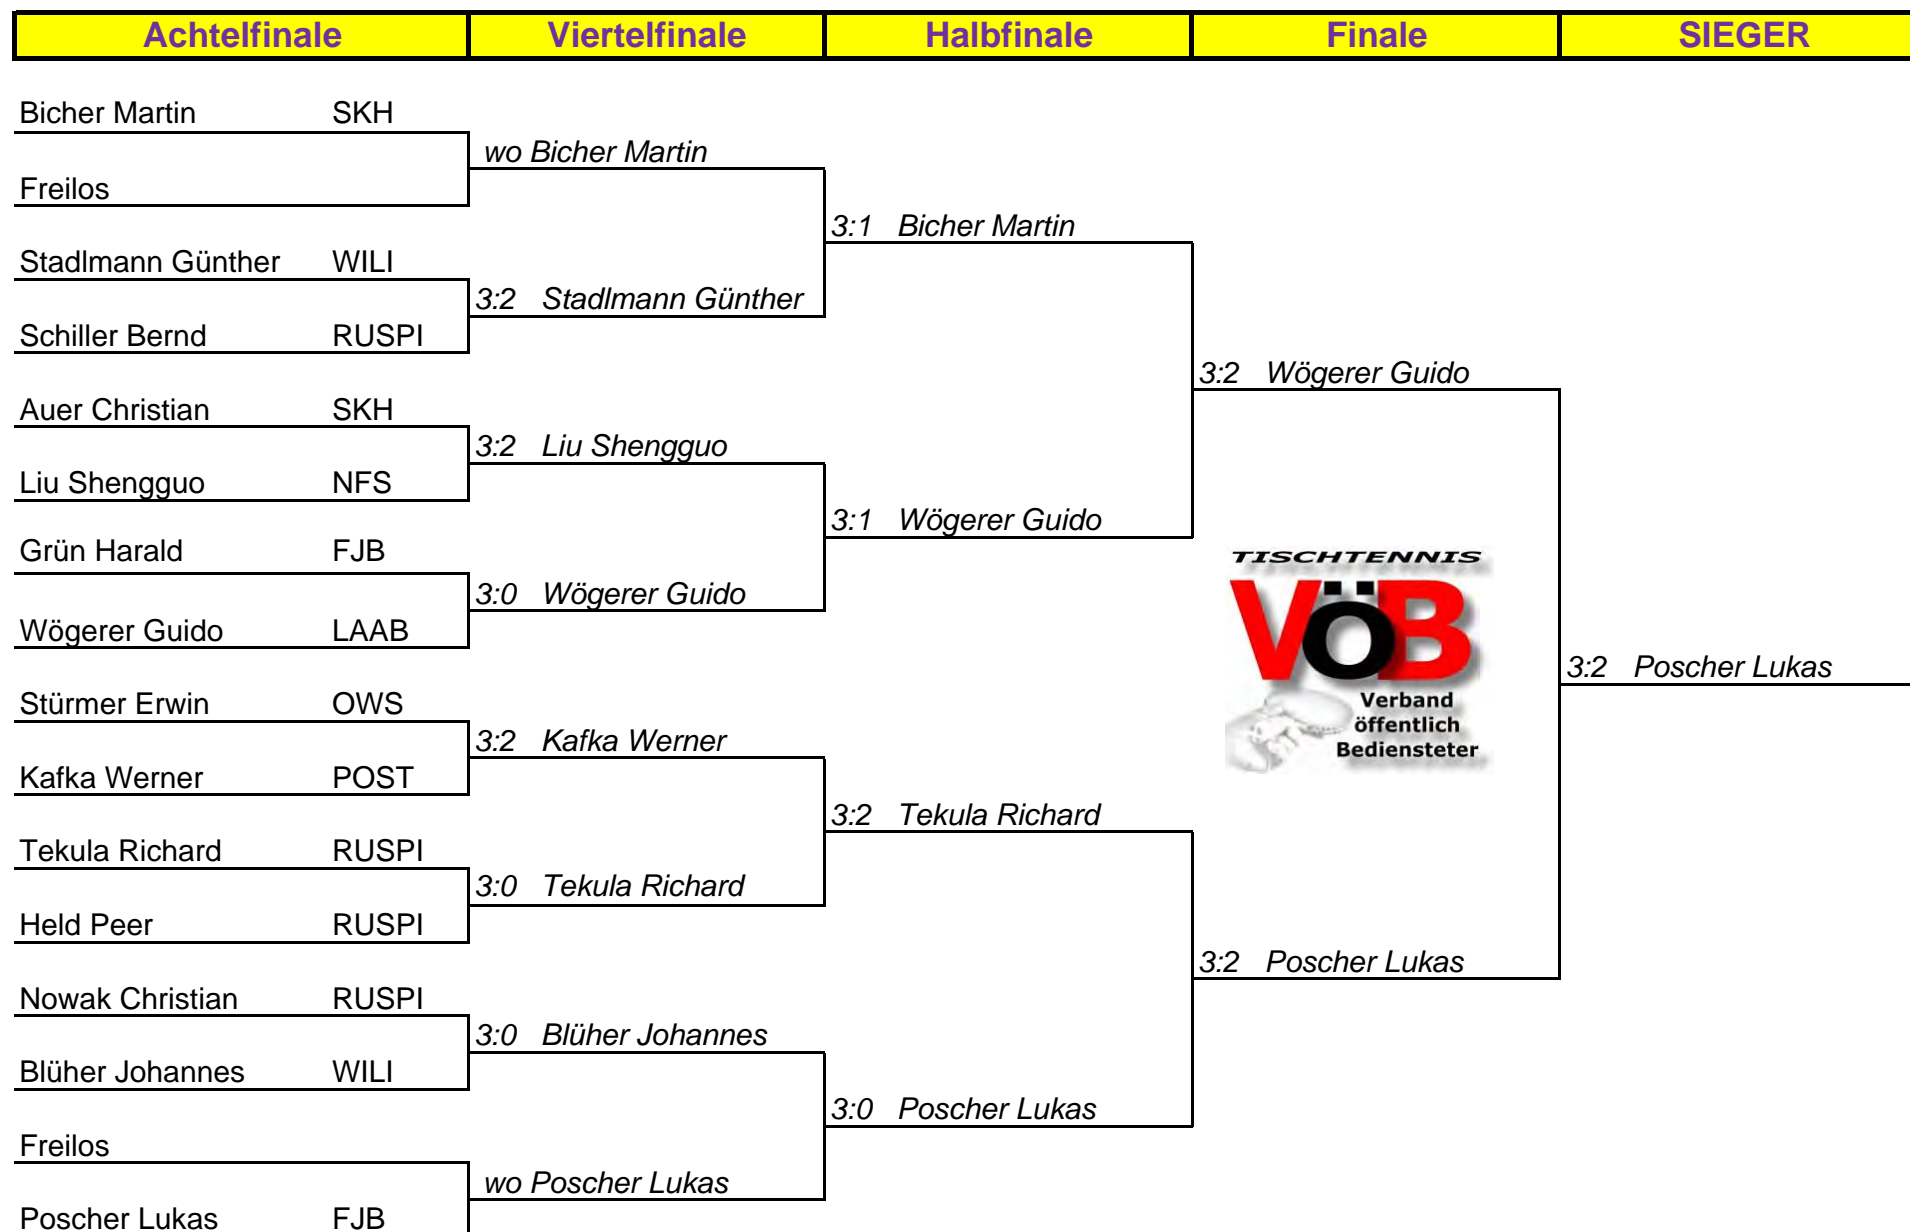 Achtelfinale Viertelfinale Halbfinale Finale SIEGER
Bicher Martin SKH
wo Bicher Martin
Freilos
3:1 Bicher Martin
Stadlmann Günther WILI
3:2 Stadlmann Günther
Schiller Bernd RUSPI
3:2 Wögerer Guido
Auer Christian SKH
3:2 Liu Shengguo
Liu Shengguo NFS
3:1 Wögerer Guido
Grün Harald FJB
TISCHTENNIS
3:0 Wögerer Guido
VöB
Wögerer Guido LAAB
3:2 Poscher Lukas
Stürmer Erwin OWS
Verband
öffentlich
3:2 Kafka Werner
Bediensteter
Kafka Werner POST
3:2 Tekula Richard
Tekula Richard RUSPI
3:0 Tekula Richard
Held Peer RUSPI
3:2 Poscher Lukas
Nowak Christian RUSPI
3:0 Blüher Johannes
Blüher Johannes WILI
3:0 Poscher Lukas
Freilos
wo Poscher Lukas
Poscher Lukas FJB